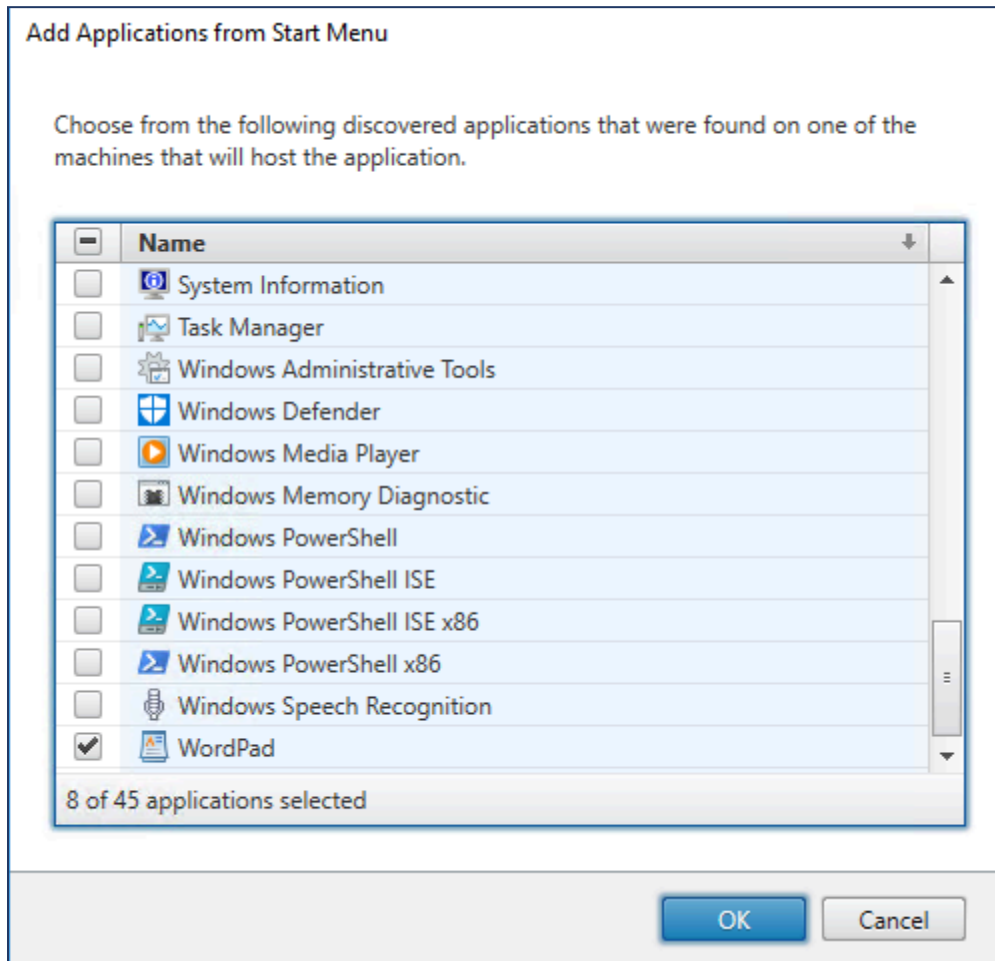 Add Applications from Start Menu
Choose from the following discovered applications that were found on one of the
machines that will host the application.
Name
System Information
Task Manager
Windows Administrative Tools
Windows Defender
Windows Media Player
Windows Memory Diagnostic
Windows PowerShell
Windows PowerShell ISE
Windows PowerShell ISE x86
Windows PowerShell x86
Windows Speech Recognition
WordPad
8 of 45 applications selected
OK Cancel